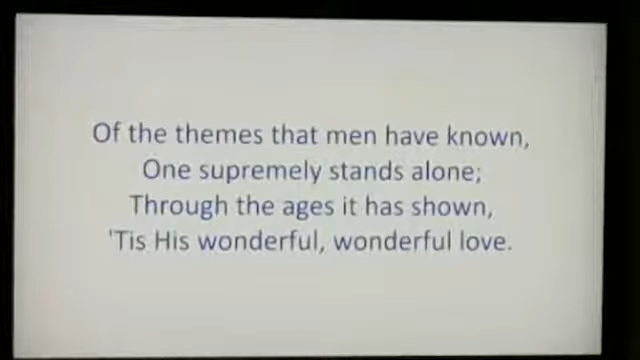 Of the themes that men have known,
One supremely stands alone;
Through the ages it has shown,
'Tis His wonderful, wonderful love.